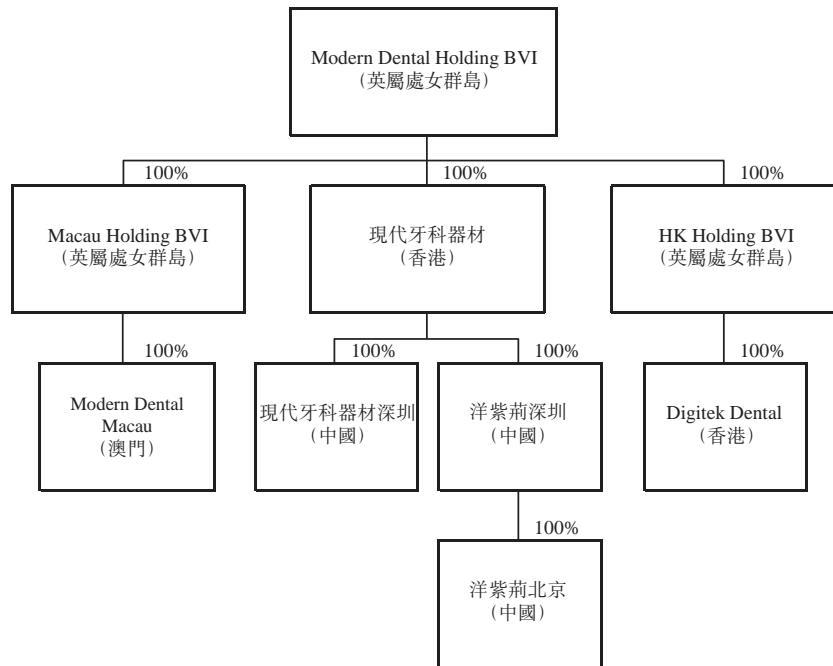 Modern Dental Holding BVI
(英屬處女群島)
100%
100%
100%
Macau Holding BVI
(英屬處女群島)
現代牙科器材
(香港)
HK Holding BVI
(英屬處女群島)
100%
100%
100%
100%
Modern Dental
Macau
(澳門)
現代牙科器材深圳
(中國)
洋紫荊深圳
(中國)
Digitek Dental
(香港)
100%
洋紫荊北京
(中國)